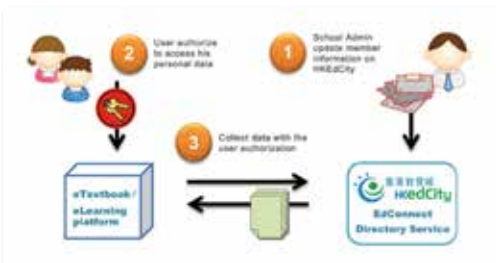 2
User authorize
to access his
personal data
1
School Admin
update member
information on
HKEdCity
3
Collect data with the
user authorization
eTextbook /
eLearning
platform
香港教育城
HKedCity
EdConnect
Directory Service